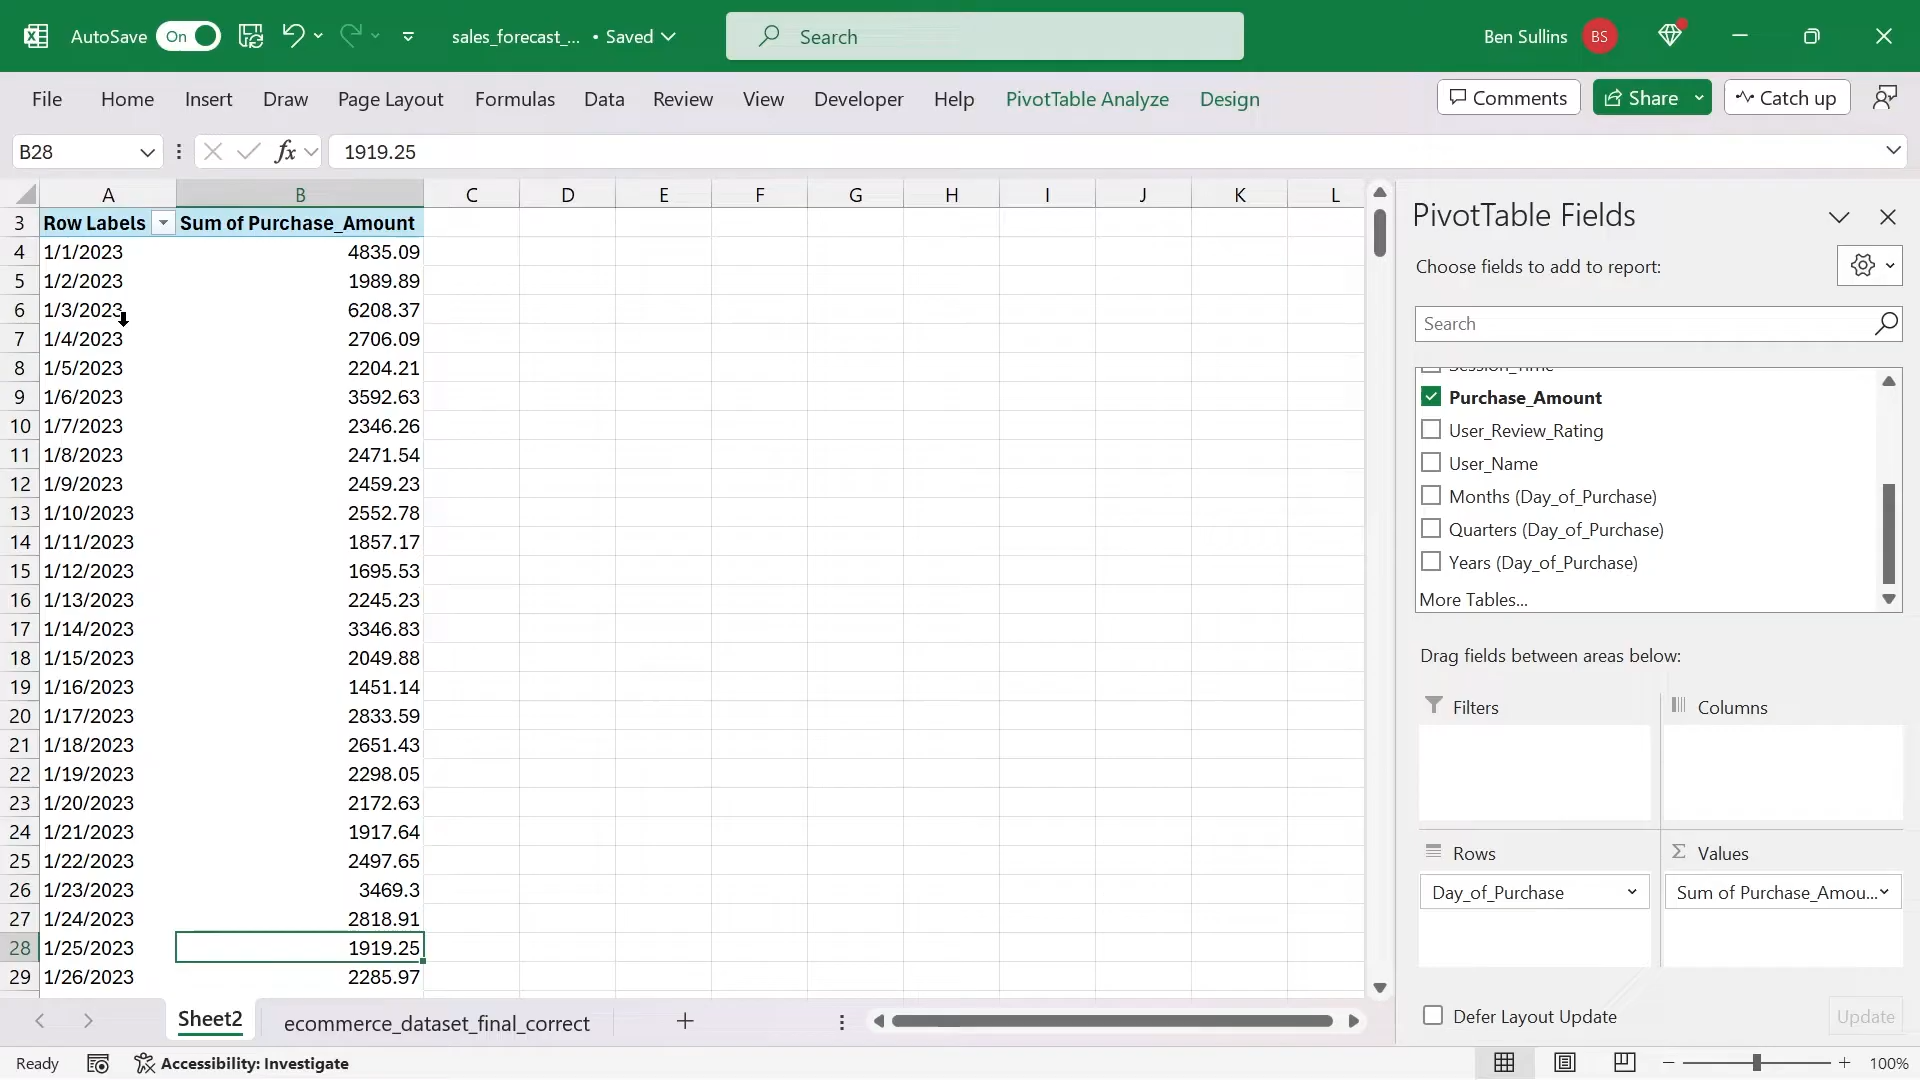 AutoSave On sales_forecast_... • Saved Search Ben Sullins BS
File Home Insert Draw Page Layout Formulas Data Review View Developer Help PivotTable Analyze Design Comments Share Catch up
B28 fx 1919.25
A B C D E F G H I J K L
3 Row Labels Sum of Purchase_Amount
4 1/1/2023 4835.09
5 1/2/2023 1989.89
6 1/3/2023 6208.37
7 1/4/2023 2706.09
8 1/5/2023 2204.21
9 1/6/2023 3592.63
10 1/7/2023 2346.26
11 1/8/2023 2471.54
12 1/9/2023 2459.23
13 1/10/2023 2552.78
14 1/11/2023 1857.17
15 1/12/2023 1695.53
16 1/13/2023 2245.23
17 1/14/2023 3346.83
18 1/15/2023 2049.88
19 1/16/2023 1451.14
20 1/17/2023 2833.59
21 1/18/2023 2651.43
22 1/19/2023 2298.05
23 1/20/2023 2172.63
24 1/21/2023 1917.64
25 1/22/2023 2497.65
26 1/23/2023 3469.3
27 1/24/2023 2818.91
28 1/25/2023 1919.25
29 1/26/2023 2285.97
PivotTable Fields
Choose fields to add to report:
Search
Session_Time
Purchase_Amount
User_Review_Rating
User_Name
Months (Day_of_Purchase)
Quarters (Day_of_Purchase)
Years (Day_of_Purchase)
More Tables...
Drag fields between areas below:
Filters Columns
Rows Σ Values
Day_of_Purchase Sum of Purchase_Amou...
Defer Layout Update Update
Sheet2 ecommerce_dataset_final_correct
Ready Accessibility: Investigate 100%